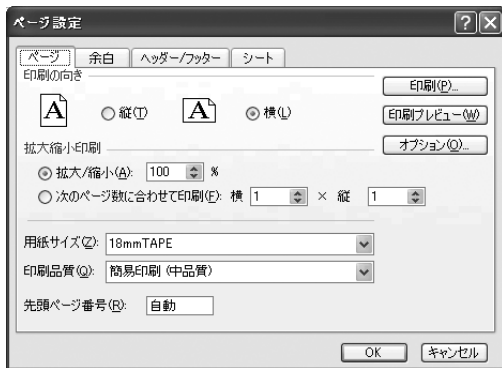 ページ設定
ページ 余白 ヘッダー/フッター シート
印刷の向き
印刷(P)...
A 縦(T) A 横(L)
印刷プレビュー(W)
拡大縮小印刷
オプション(O)...
拡大/縮小(A): 100 %
次のページ数に合わせて印刷(F): 横 1 × 縦 1
用紙サイズ(Z): 18mmTAPE
印刷品質(Q): 簡易印刷 (中品質)
先頭ページ番号(R): 自動
OK キャンセル